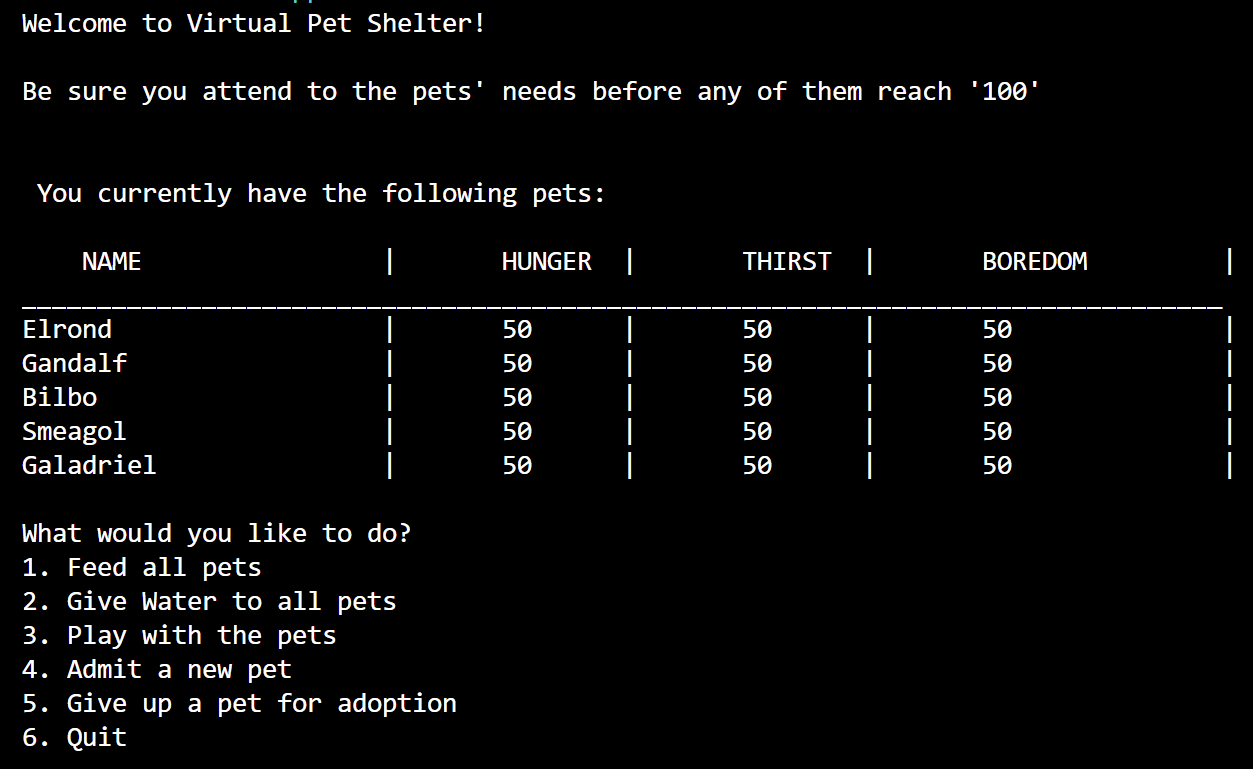 Welcome to Virtual Pet Shelter!
Be sure you attend to the pets' needs before any of them reach '100'
You currently have the following pets:
NAME | HUNGER | THIRST | BOREDOM |
________________________________________________________________________________
Elrond | 50 | 50 | 50 |
Gandalf | 50 | 50 | 50 |
Bilbo | 50 | 50 | 50 |
Smeagol | 50 | 50 | 50 |
Galadriel | 50 | 50 | 50 |
What would you like to do?
1. Feed all pets
2. Give Water to all pets
3. Play with the pets
4. Admit a new pet
5. Give up a pet for adoption
6. Quit